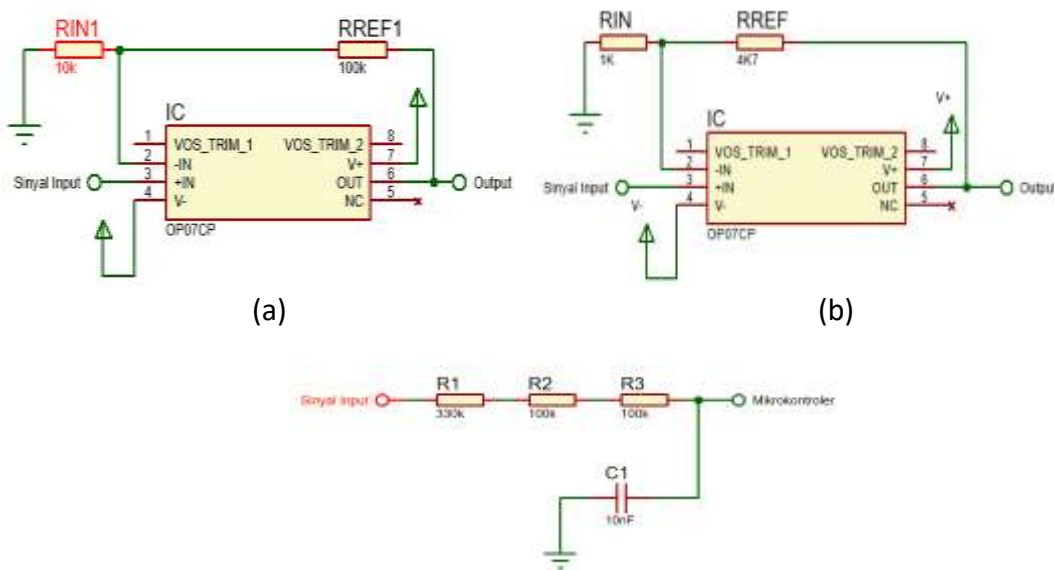 RIN1
10k
RREF1
100k
IC
1 VOS_TRIM_1 VOS_TRIM_2 8
2 -IN V+ 7
Sinyal Input 3 +IN OUT 6 Output
4 V- NC 5
OP07CP
(a)
RIN
1K
RREF
4K7
V+
IC
1 VOS_TRIM_1 VOS_TRIM_2 8
2 -IN V+ 7
Sinyal Input 3 +IN OUT 6 Output
V- 4 V- NC 5
OP07CP
(b)
R1 R2 R3
Sinyal Input Mikrokontroler
330k 100k 100k
C1
10nF